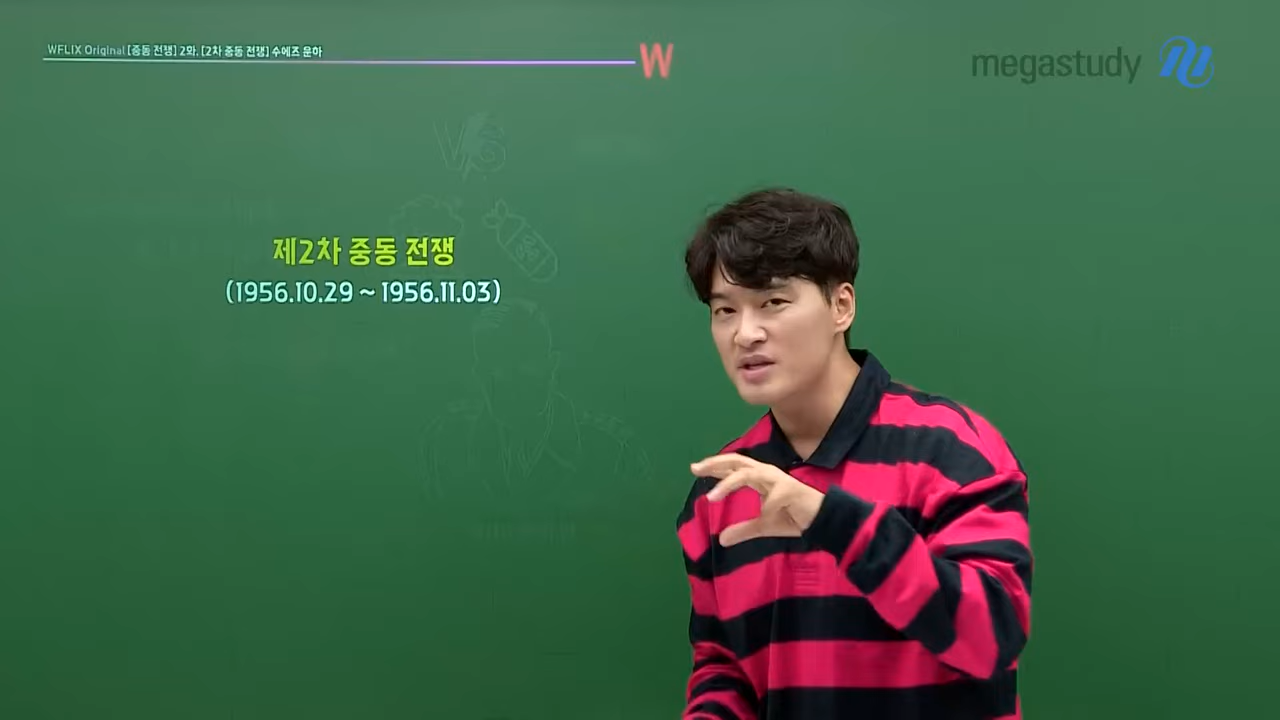 WFLIX Original [중동 전쟁] 2화. [2차 중동 전쟁] 수에즈 운하
W
megastudy
제2차 중동 전쟁
(1956.10.29 ~ 1956.11.03)